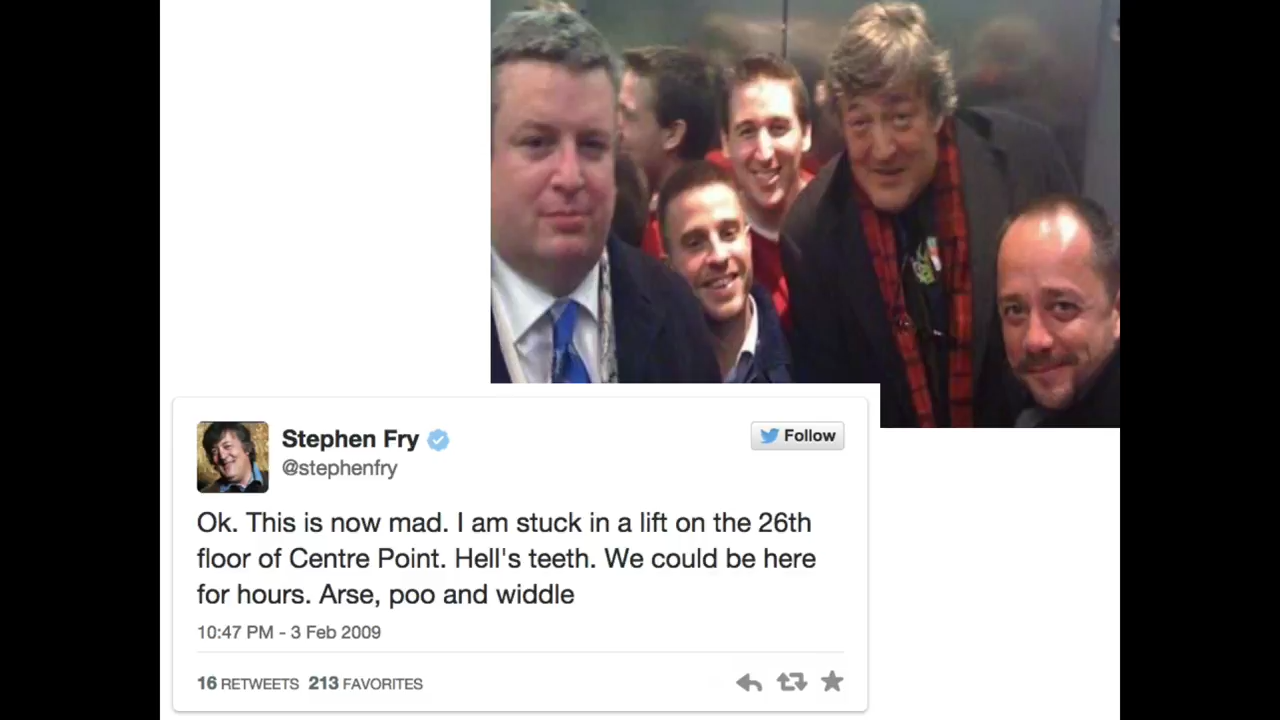 Stephen Fry
Follow
@stephenfry
Ok. This is now mad. I am stuck in a lift on the 26th
floor of Centre Point. Hell's teeth. We could be here
for hours. Arse, poo and widdle
10:47 PM - 3 Feb 2009
16 RETWEETS 213 FAVORITES